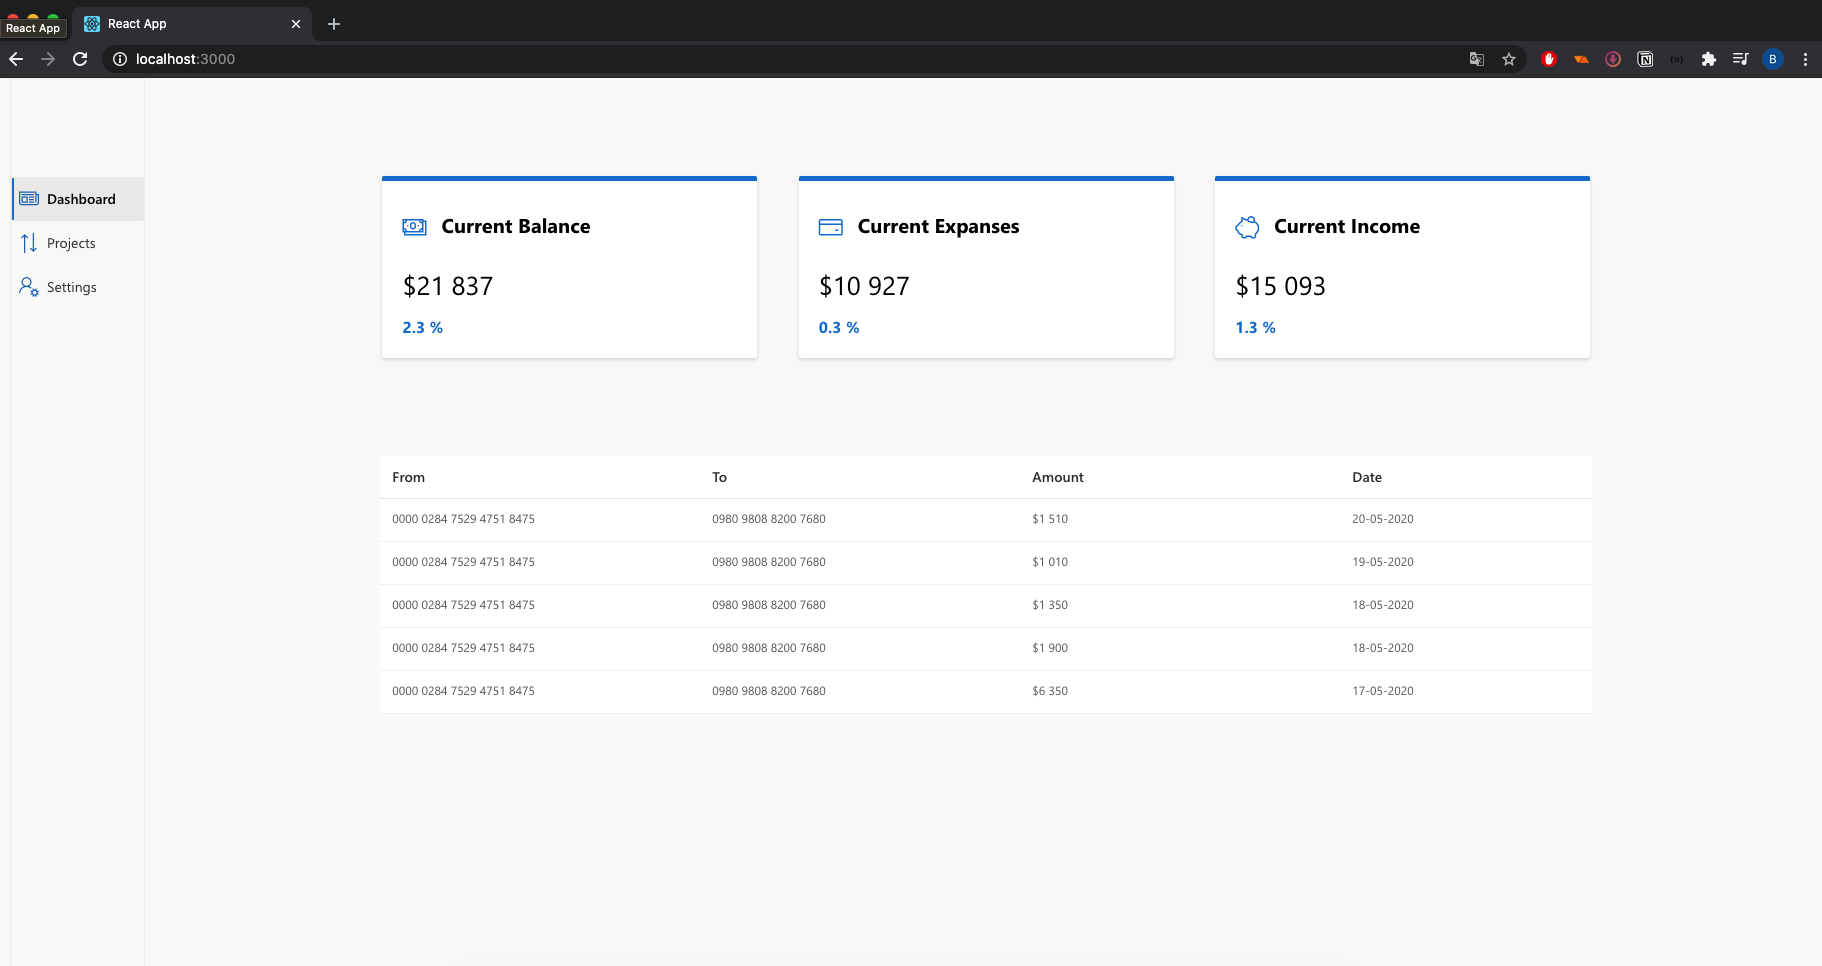 React App
React App
localhost:3000
B
Dashboard
Projects
Settings
Current Balance
$21 837
2.3 %
Current Expanses
$10 927
0.3 %
Current Income
$15 093
1.3 %
From To Amount Date
0000 0284 7529 4751 8475 0980 9808 8200 7680 $1 510 20-05-2020
0000 0284 7529 4751 8475 0980 9808 8200 7680 $1 010 19-05-2020
0000 0284 7529 4751 8475 0980 9808 8200 7680 $1 350 18-05-2020
0000 0284 7529 4751 8475 0980 9808 8200 7680 $1 900 18-05-2020
0000 0284 7529 4751 8475 0980 9808 8200 7680 $6 350 17-05-2020